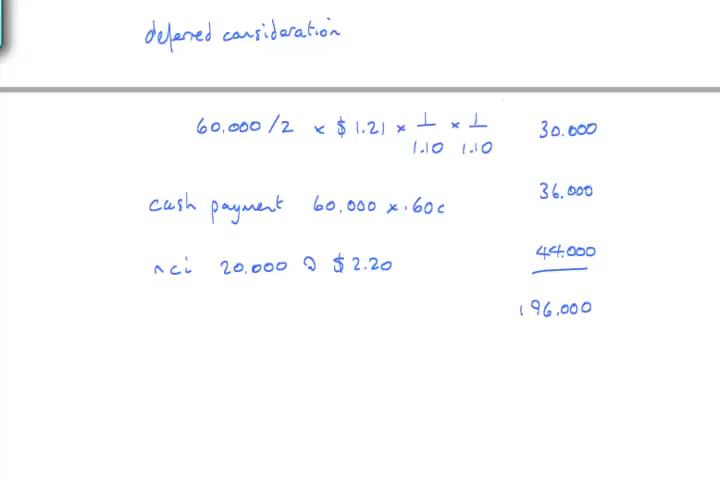 deferred consideration
60,000/2 × $1.21 × 1/1.10 × 1/1.10 30.000
cash payment 60,000 × .60c 36.000
nci 20,000 @ $2.20 44.000
196,000